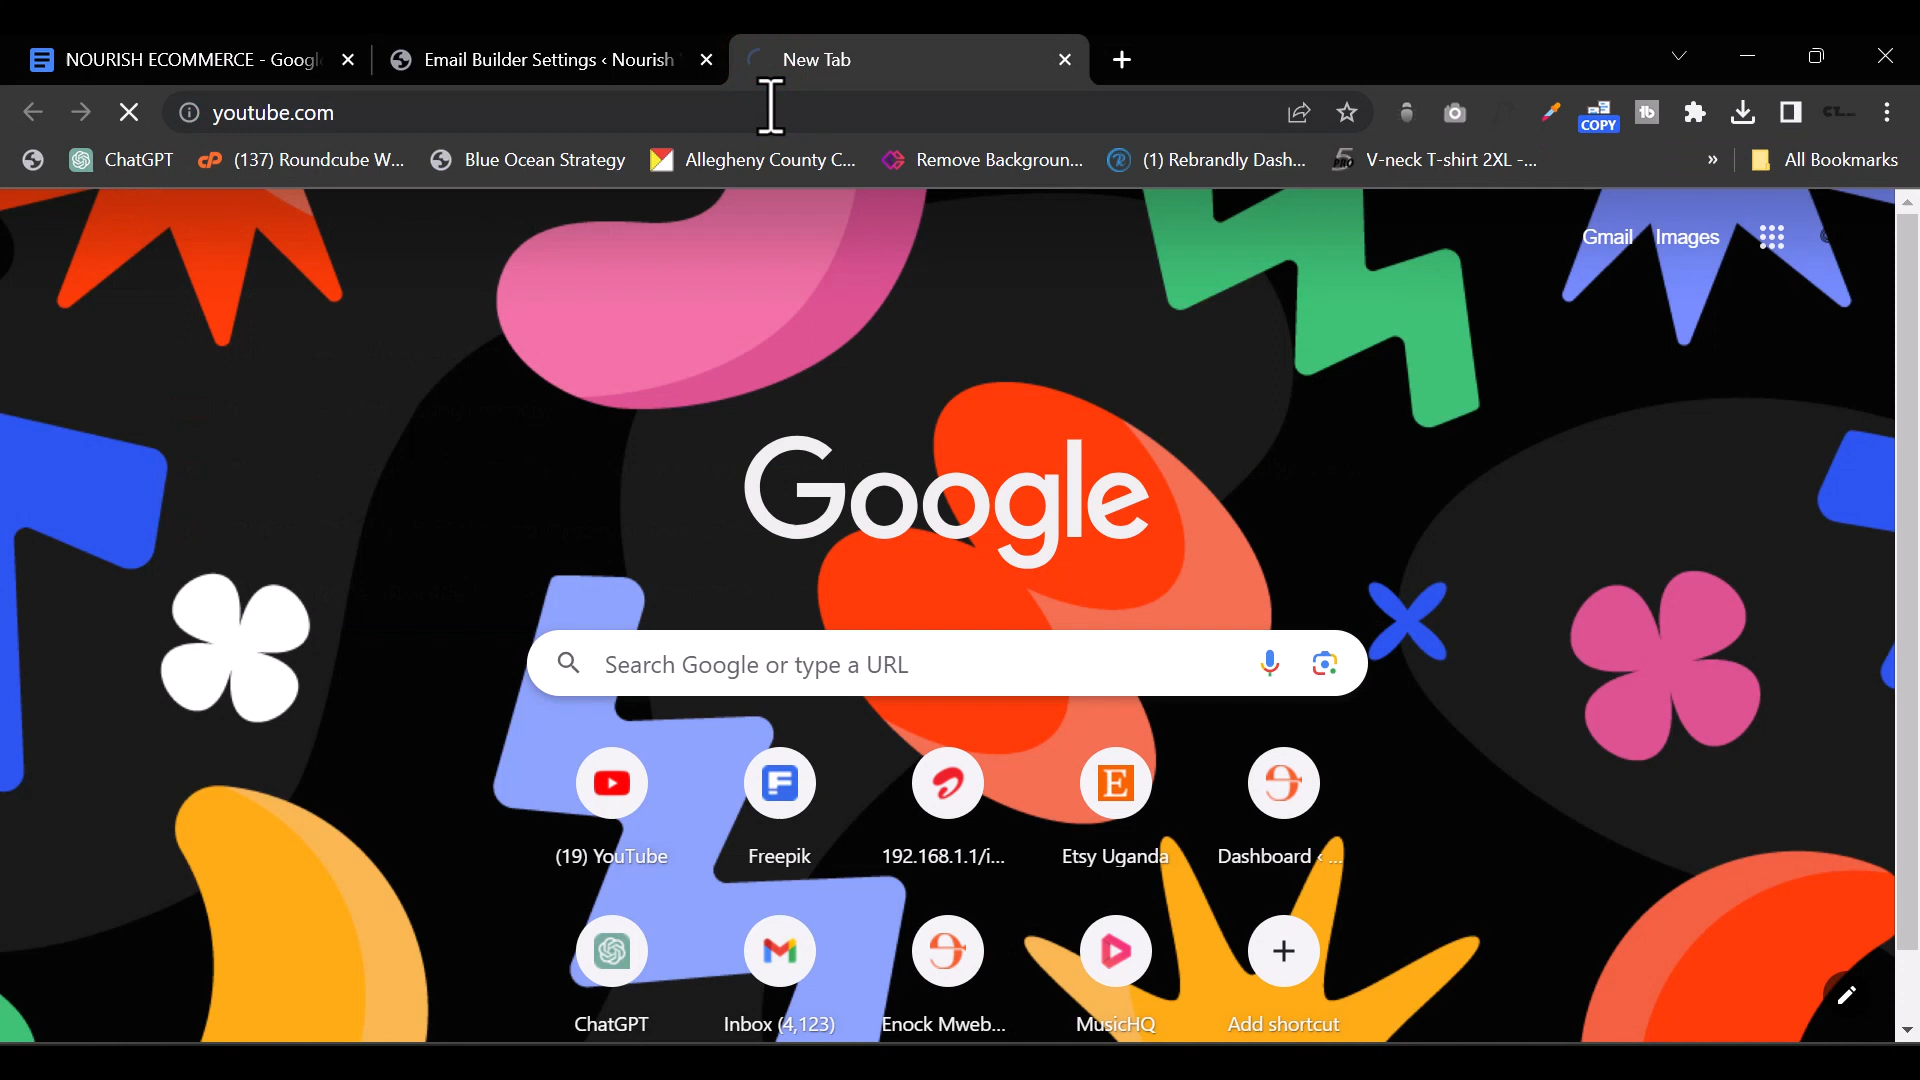 NOURISH ECOMMERCE - Googl
Email Builder Settings ‹ Nourish
New Tab
youtube.com
COPY
ChatGPT
(137) Roundcube W...
Blue Ocean Strategy
Allegheny County C...
Remove Backgroun...
(1) Rebrandly Dash...
V-neck T-shirt 2XL -...
»
All Bookmarks
Gmail
Images
Google
Search Google or type a URL
(19) YouTube
Freepik
192.168.1.1/i...
Etsy Uganda
Dashboard ‹ ...
ChatGPT
Inbox (4,123)
Enock Mweb...
MusicHQ
Add shortcut